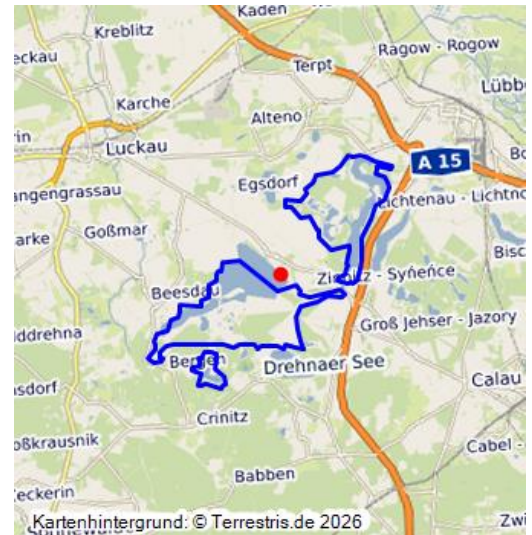 Kaden
Kreblitz
Ragow - Rogow
eckau
Terpt
Lübb
Karche
Alteno
Luckau
A 15
Egsdorf
angengrassau
Lichtenau - Lichtno
arke
Goßmar
Bisc
Beesdau
Zinnitz - Syńeńce
iddrehna
Groß Jehser - Jazory
Bergen
Drehnaer See
Calau
sdorf
Crinitz
oßkrausnik
Cabel -
Babben
eckerin
Kartenhintergrund: © Terrestris.de 2026
Zwi